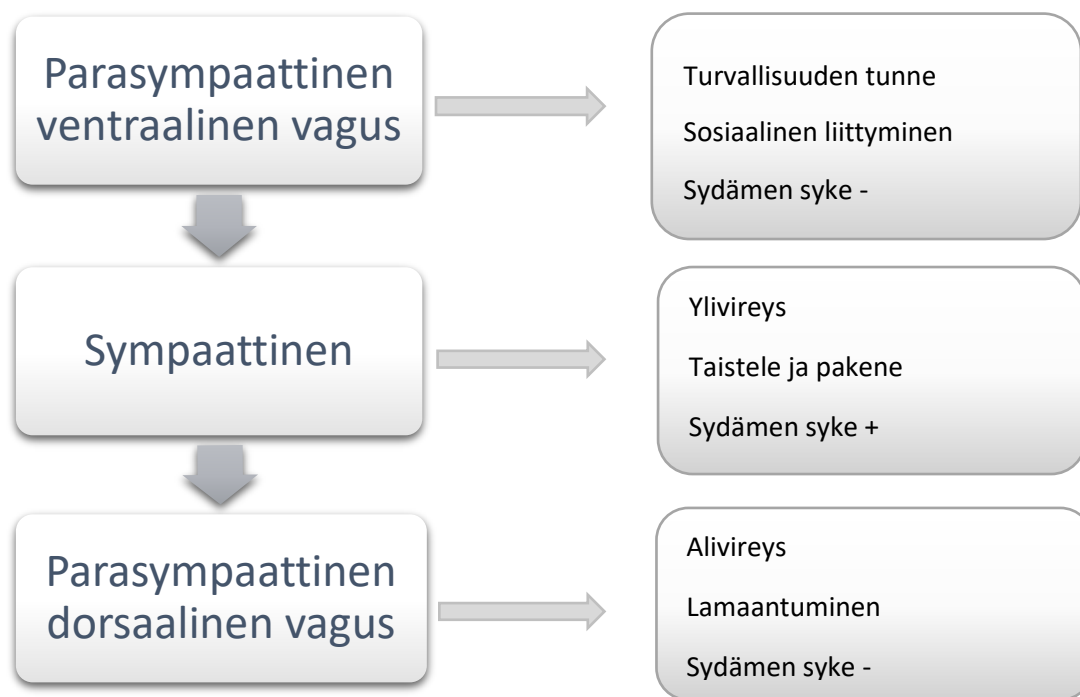 Parasympaattinen
ventraalinen vagus
Turvallisuuden tunne
Sosiaalinen liittyminen
Sydämen syke -
Sympaattinen
Ylivireys
Taistele ja pakene
Sydämen syke +
Parasympaattinen
dorsaalinen vagus
Alivireys
Lamaantuminen
Sydämen syke -